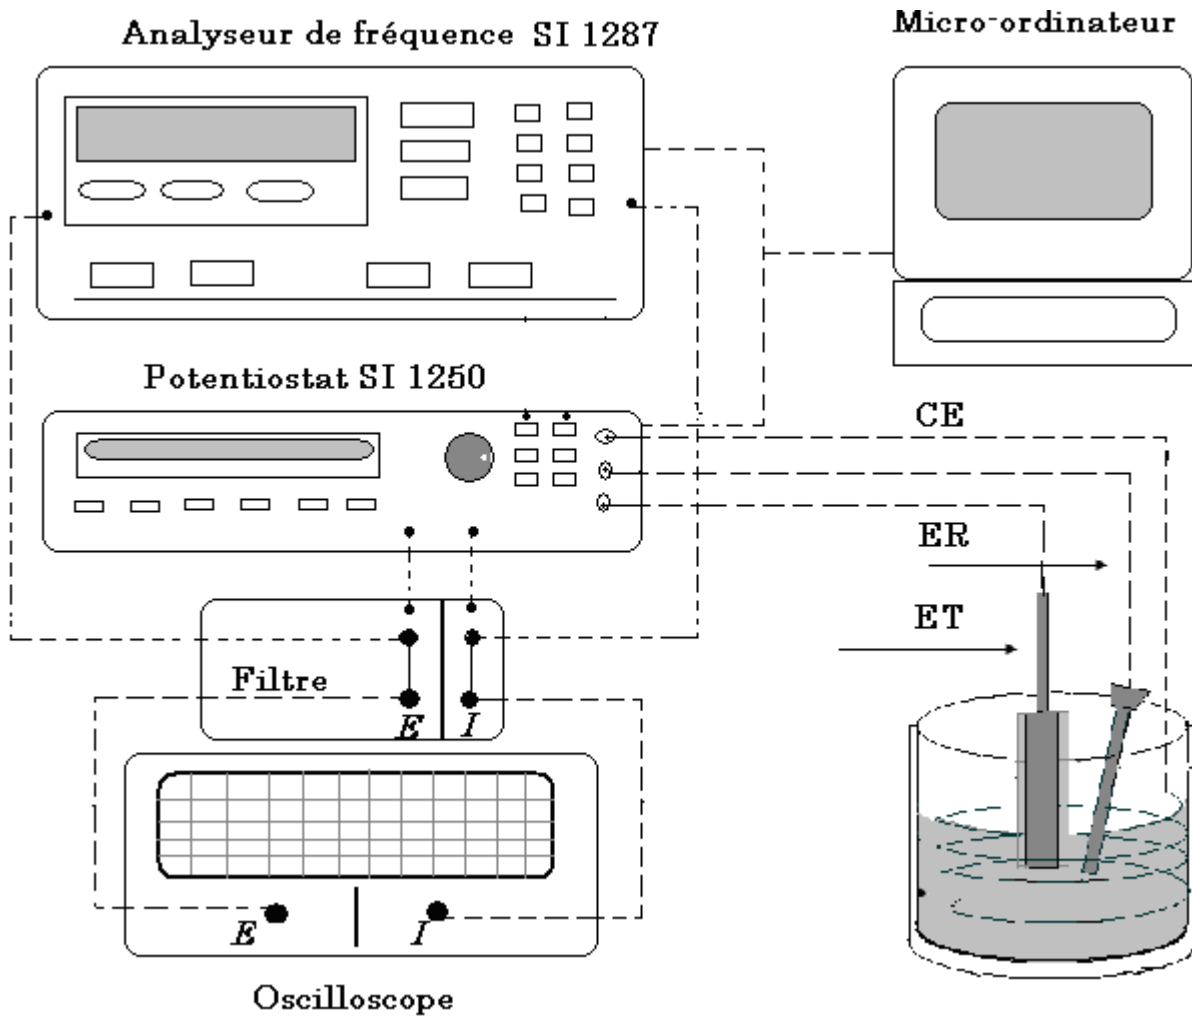 Analyseur de fréquence SI 1287
Micro-ordinateur
Potentiostat SI 1250
CE
ER
ET
Filtre
E I
E I
Oscilloscope